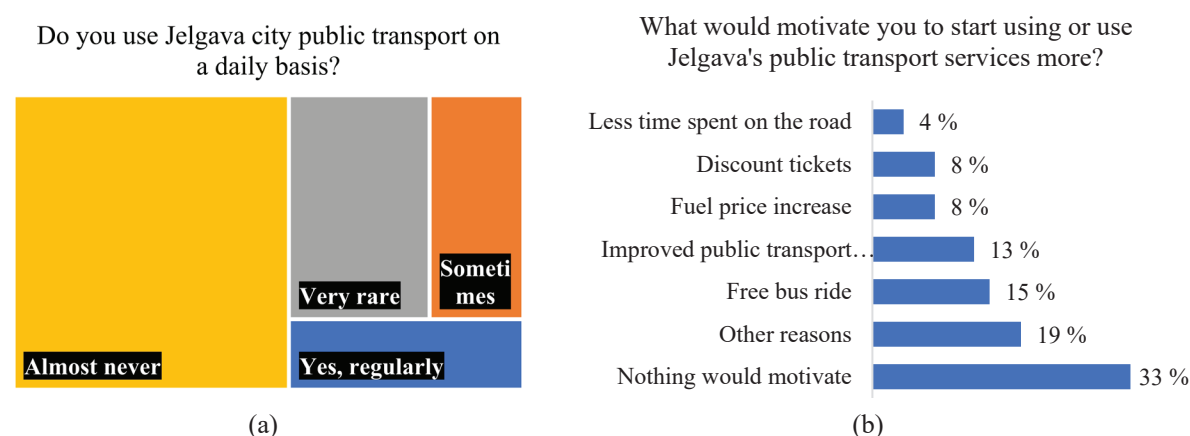 Do you use Jelgava city public transport on
a daily basis?
Almost never
Very rare
Someti
mes
Yes, regularly
(a)
What would motivate you to start using or use
Jelgava's public transport services more?
Less time spent on the road 4 %
Discount tickets 8 %
Fuel price increase 8 %
Improved public transport… 13 %
Free bus ride 15 %
Other reasons 19 %
Nothing would motivate 33 %
(b)